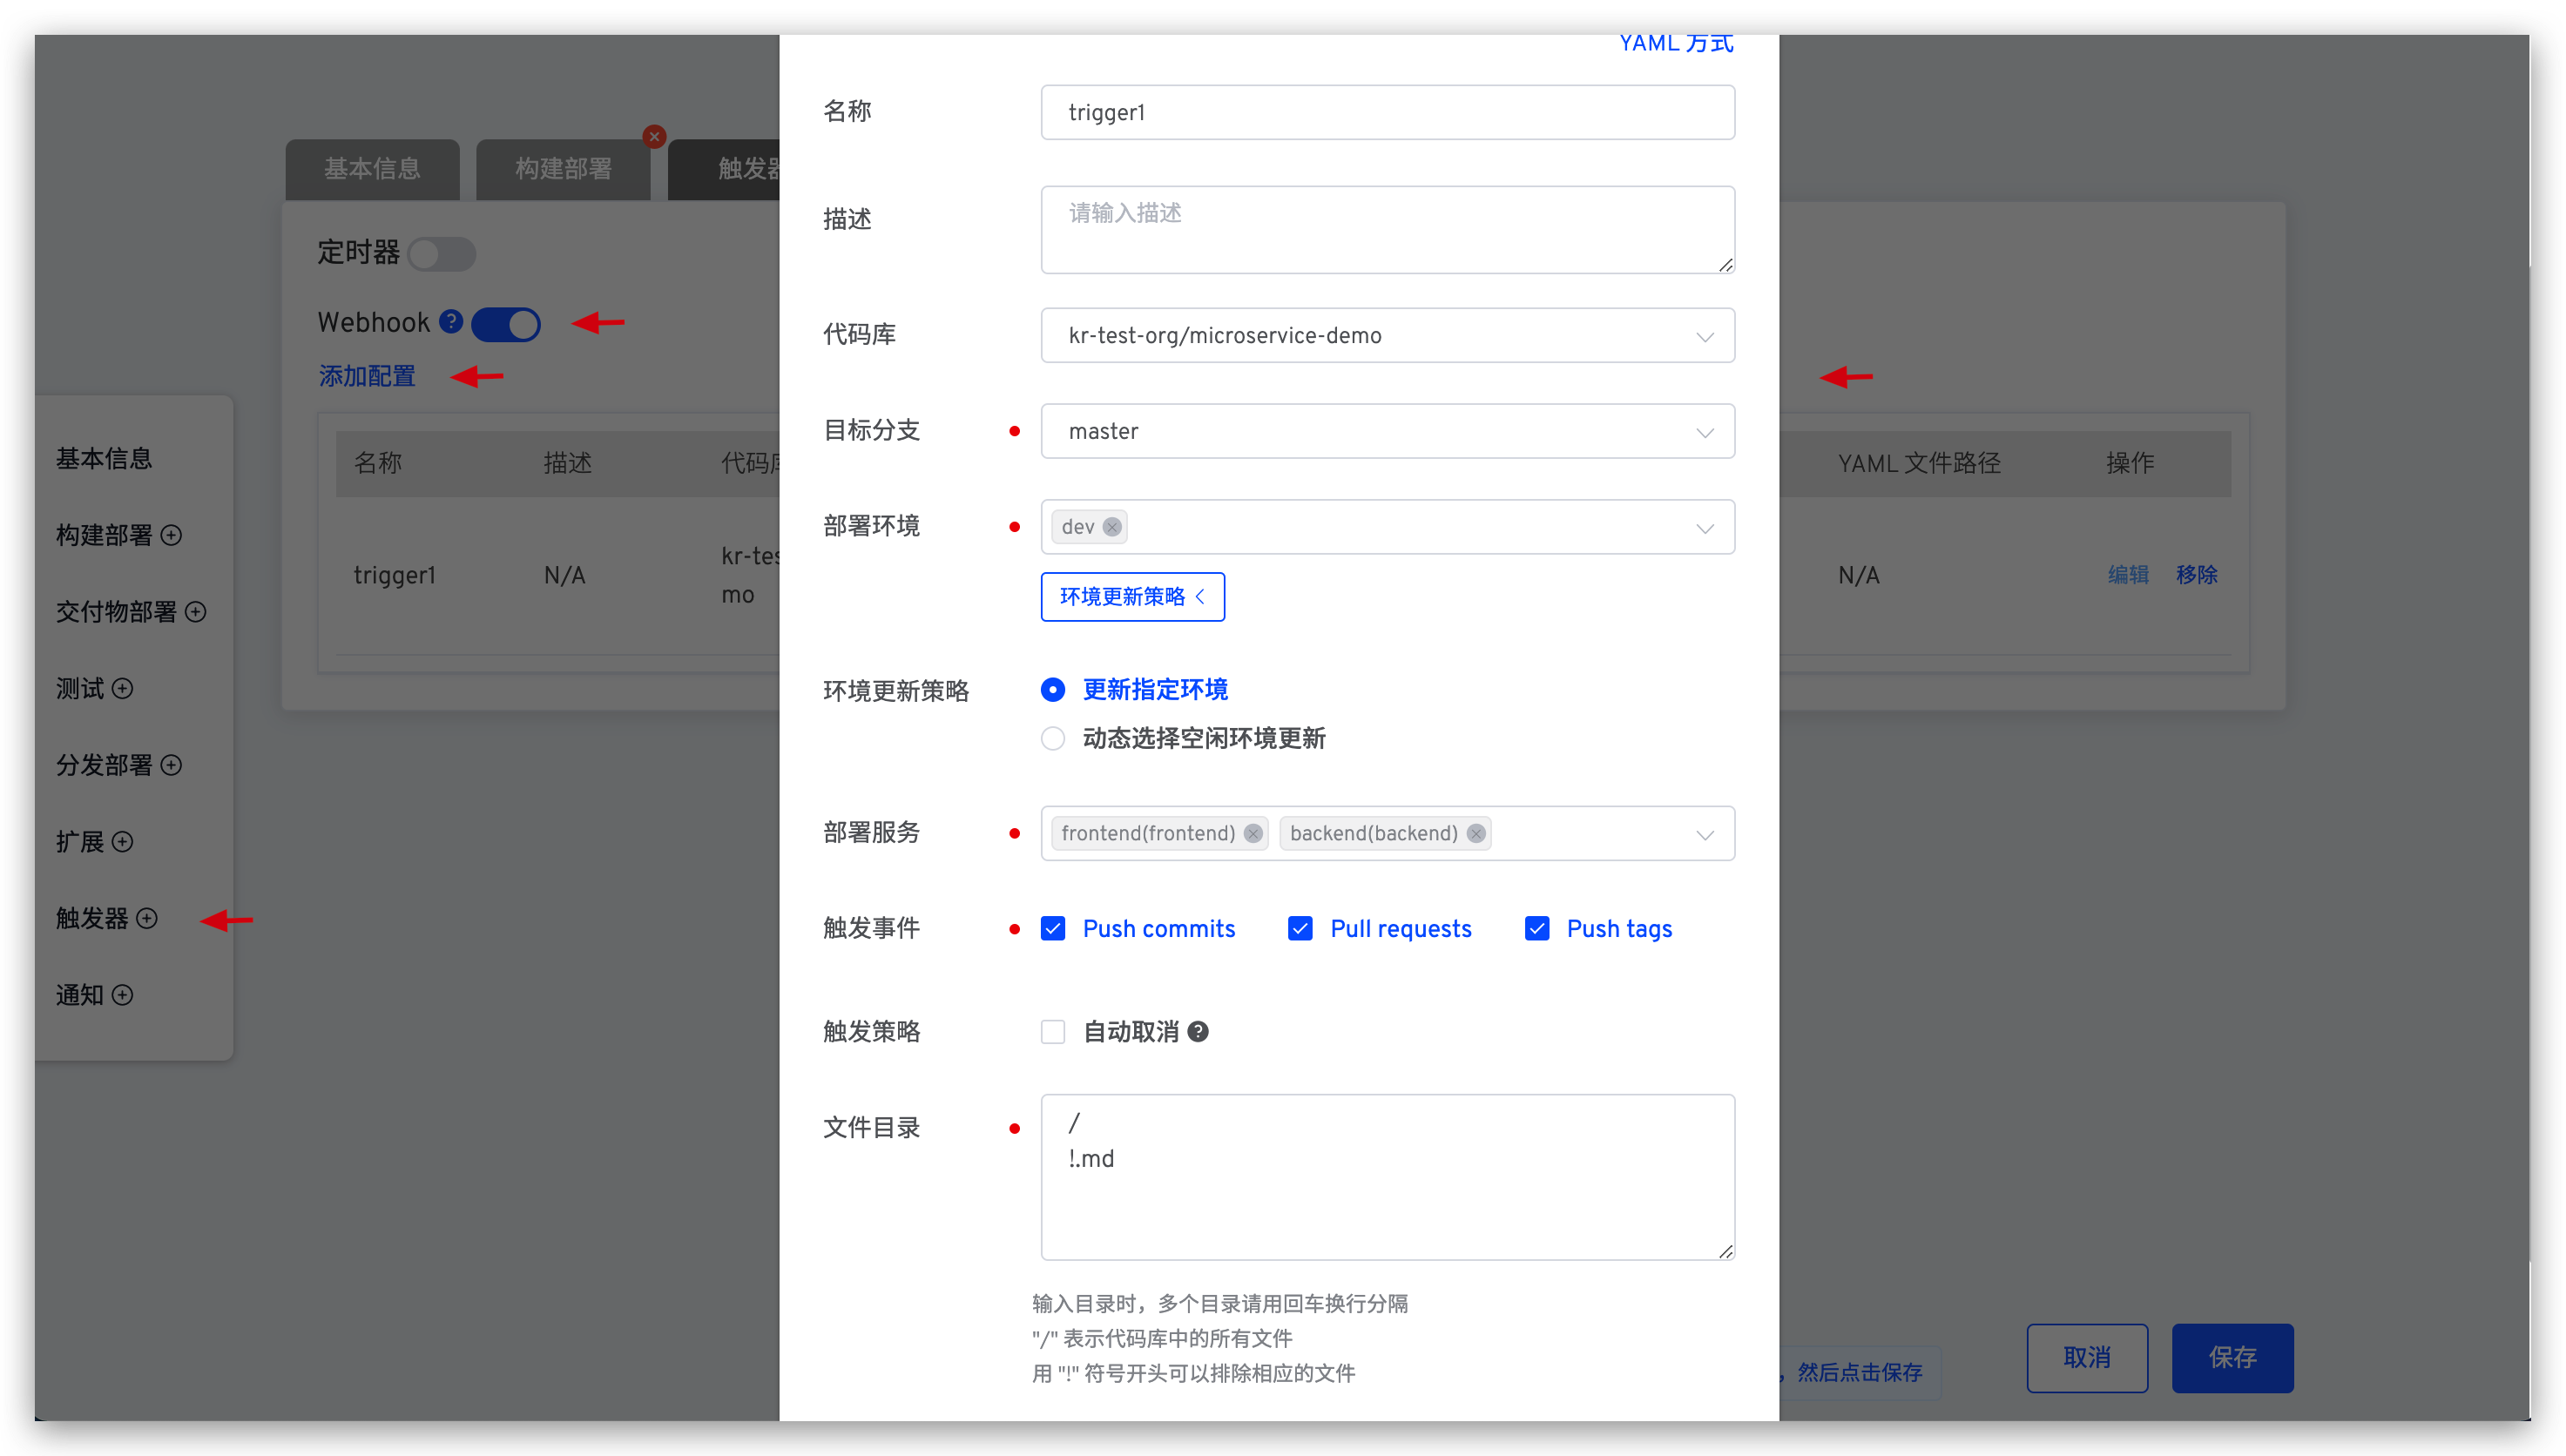 YAML 方式
名称
trigger1
描述
请输入描述
代码库
kr-test-org/microservice-demo
目标分支
master
部署环境
dev
环境更新策略
环境更新策略
更新指定环境
动态选择空闲环境更新
部署服务
frontend(frontend)
backend(backend)
触发事件
Push commits
Pull requests
Push tags
触发策略
自动取消
文件目录
/
!.md
输入目录时，多个目录请用回车换行分隔
"/" 表示代码库中的所有文件
用 "!" 符号开头可以排除相应的文件
基本信息
构建部署
触发器
定时器
Webhook
添加配置
名称
描述
代码库
YAML 文件路径
操作
trigger1
N/A
kr-tes
mo
N/A
编辑
移除
基本信息
构建部署
交付物部署
测试
分发部署
扩展
触发器
通知
，然后点击保存
取消
保存